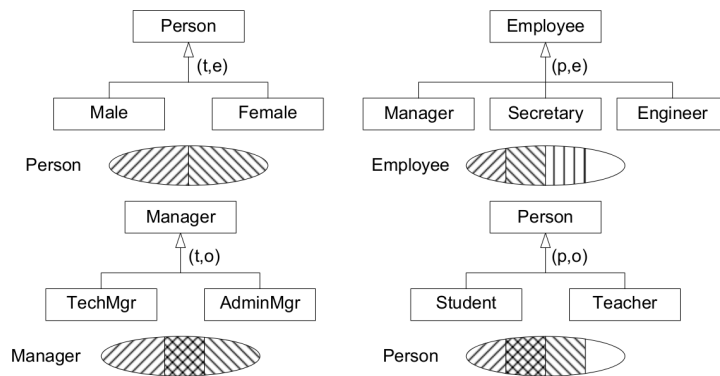 Person
(t,e)
Male
Female
Person
Employee
(p,e)
Manager
Secretary
Engineer
Employee
Manager
(t,o)
TechMgr
AdminMgr
Manager
Person
(p,o)
Student
Teacher
Person